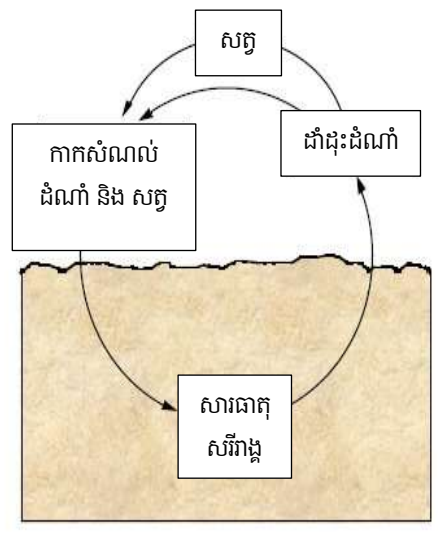 សត្វ
ដាំដុះដំណាំ
កាកសំណល់
ដំណាំ និង សត្វ
សារធាតុ
សរីរាង្គ